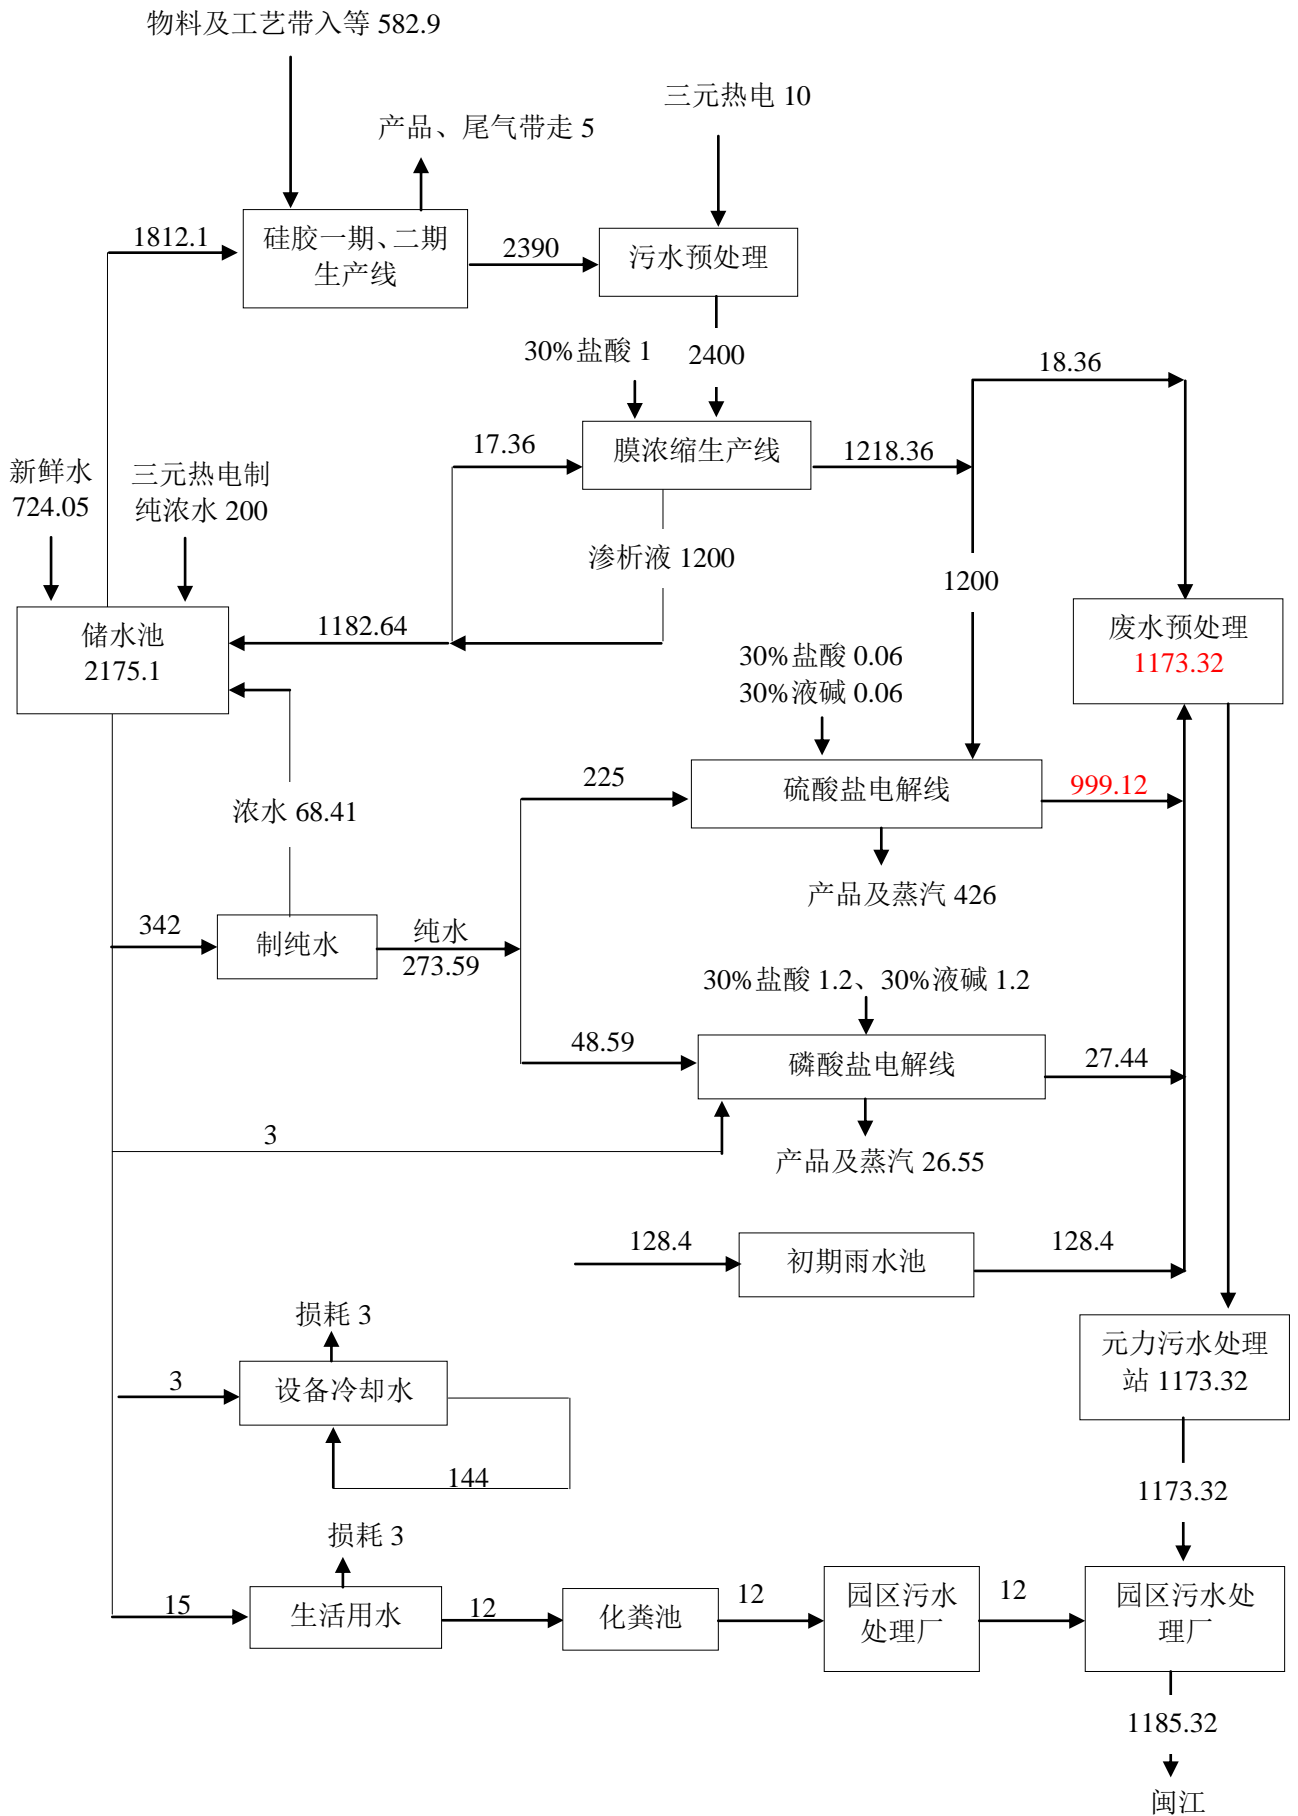 物料及工艺带入等 582.9
三元热电 10
产品、尾气带走 5
1812.1
硅胶一期、二期
生产线
2390
污水预处理
30%盐酸 1
2400
18.36
17.36
膜浓缩生产线
1218.36
新鲜水
724.05
三元热电制
纯浓水 200
渗析液 1200
1200
储水池
2175.1
1182.64
废水预处理
1173.32
30%盐酸 0.06
30%液碱 0.06
225
硫酸盐电解线
999.12
浓水 68.41
产品及蒸汽 426
342
制纯水
纯水
273.59
30%盐酸 1.2、30%液碱 1.2
48.59
磷酸盐电解线
27.44
3
产品及蒸汽 26.55
128.4
初期雨水池
128.4
损耗 3
元力污水处理
站 1173.32
3
设备冷却水
144
1173.32
损耗 3
15
生活用水
12
化粪池
12
园区污水
处理厂
12
园区污水处
理厂
1185.32
闽江